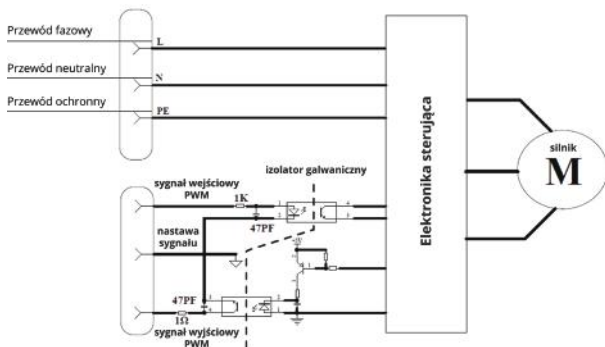 Przewód fazowy
L
Przewód neutralny
N
Przewód ochronny
PE
Elektronika sterująca
silnik
M
izolator galwaniczny
sygnał wejściowy
PWM
1K
47PF
nastawa
sygnału
47PF
1Ω
sygnał wyjściowy
PWM